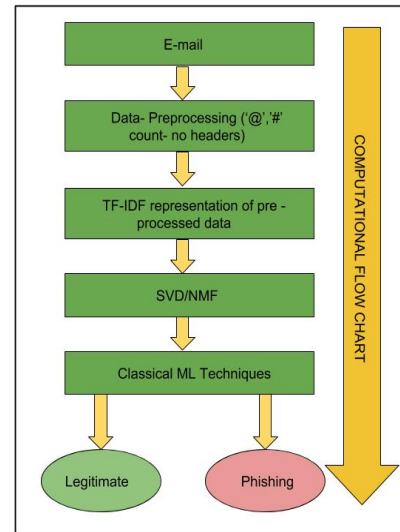 E-mail
Data- Preprocessing ('@','#'
count- no headers)
TF-IDF representation of pre -
processed data
SVD/NMF
Classical ML Techniques
Legitimate
Phishing
COMPUTATIONAL FLOW CHART